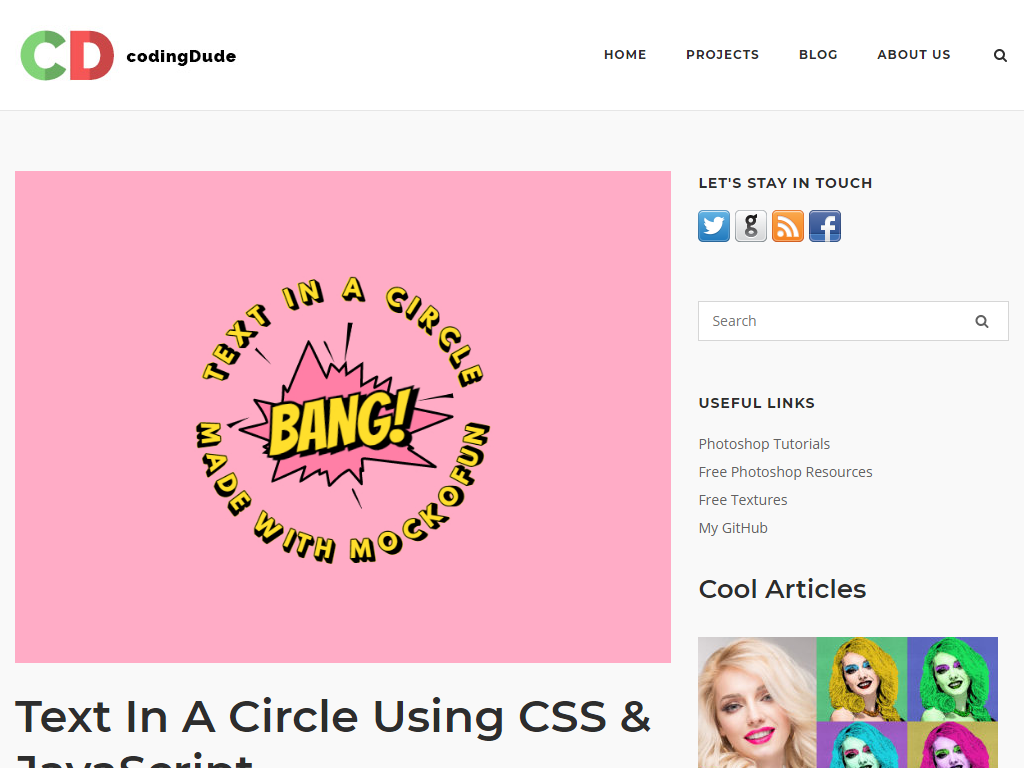 CD codingDude
HOME PROJECTS BLOG ABOUT US
TEXT IN A CIRCLE
BANG!
MADE WITH MOCKOFUN
Text In A Circle Using CSS &
JavaScript
LET'S STAY IN TOUCH
g
f
Search
USEFUL LINKS
Photoshop Tutorials
Free Photoshop Resources
Free Textures
My GitHub
Cool Articles